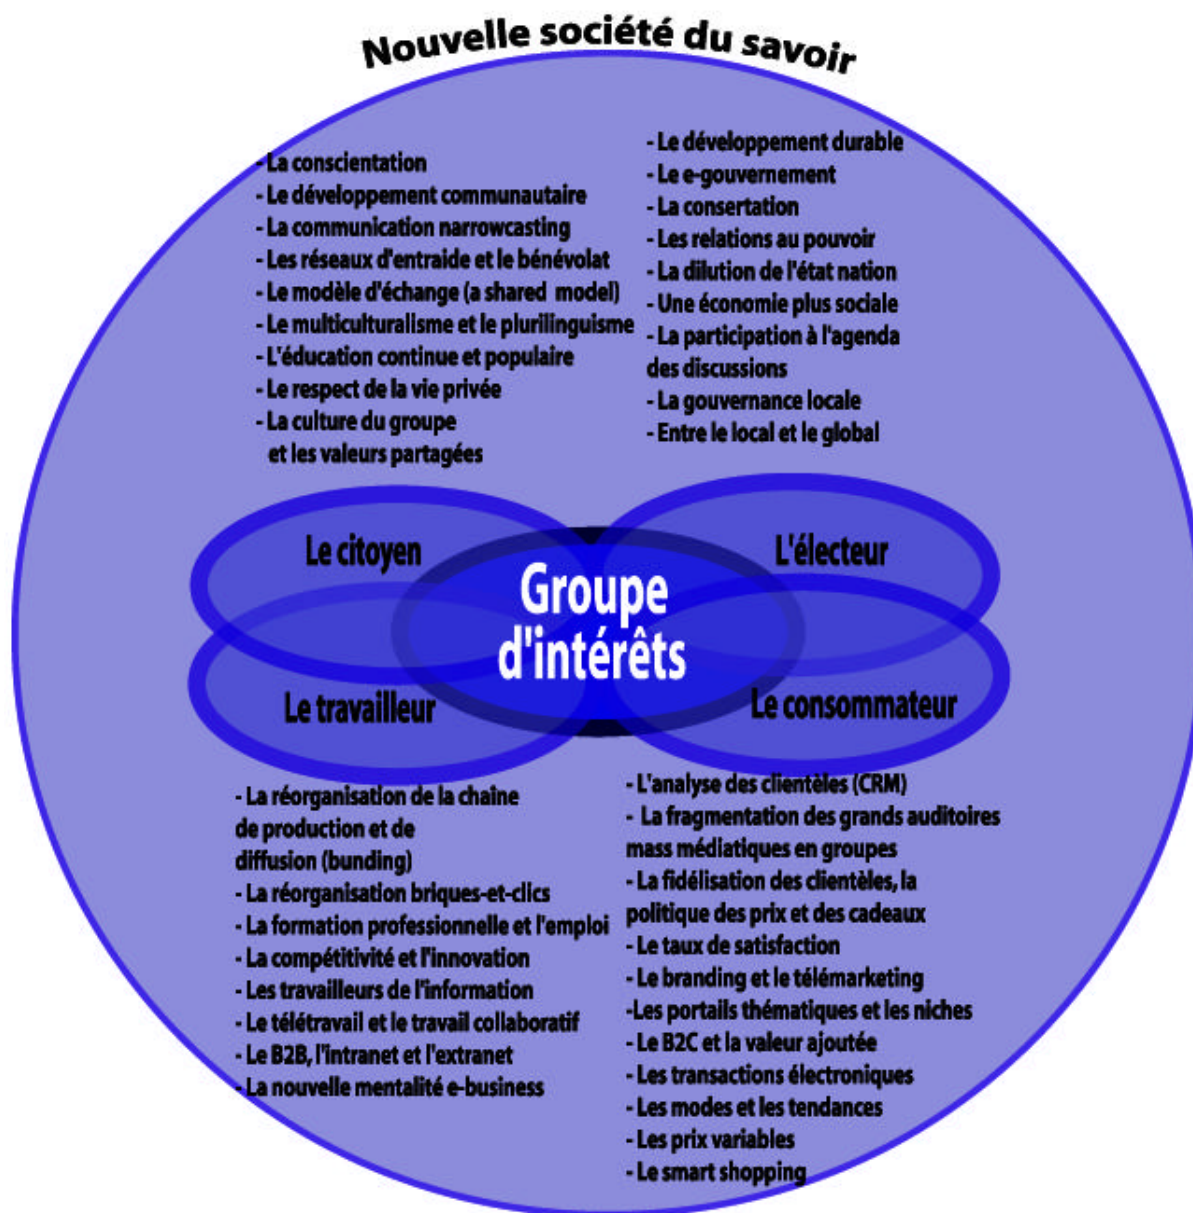 Nouvelle société du savoir
- La conscientation
- Le développement communautaire
- La communication narrowcasting
- Les réseaux d'entraide et le bénévolat
- Le modèle d'échange (a shared model)
- Le multiculturalisme et le plurilinguisme
- L'éducation continue et populaire
- Le respect de la vie privée
- La culture du groupe
et les valeurs partagées
- Le développement durable
- Le e-gouvernement
- La consertation
- Les relations au pouvoir
- La dilution de l'état nation
- Une économie plus sociale
- La participation à l'agenda
des discussions
- La gouvernance locale
- Entre le local et le global
Le citoyen
L'électeur
Groupe
d'intérêts
Le travailleur
Le consommateur
- La réorganisation de la chaîne
de production et de
diffusion (bunding)
- La réorganisation briques-et-clics
- La formation professionnelle et l'emploi
- La compétitivité et l'innovation
- Les travailleurs de l'information
- Le télétravail et le travail collaboratif
- Le B2B, l'intranet et l'extranet
- La nouvelle mentalité e-business
- L'analyse des clientèles (CRM)
- La fragmentation des grands auditoires
mass médiatiques en groupes
- La fidélisation des clientèles, la
politique des prix et des cadeaux
- Le taux de satisfaction
- Le branding et le télémarketing
-Les portails thématiques et les niches
- Le B2C et la valeur ajoutée
- Les transactions électroniques
- Les modes et les tendances
- Les prix variables
- Le smart shopping